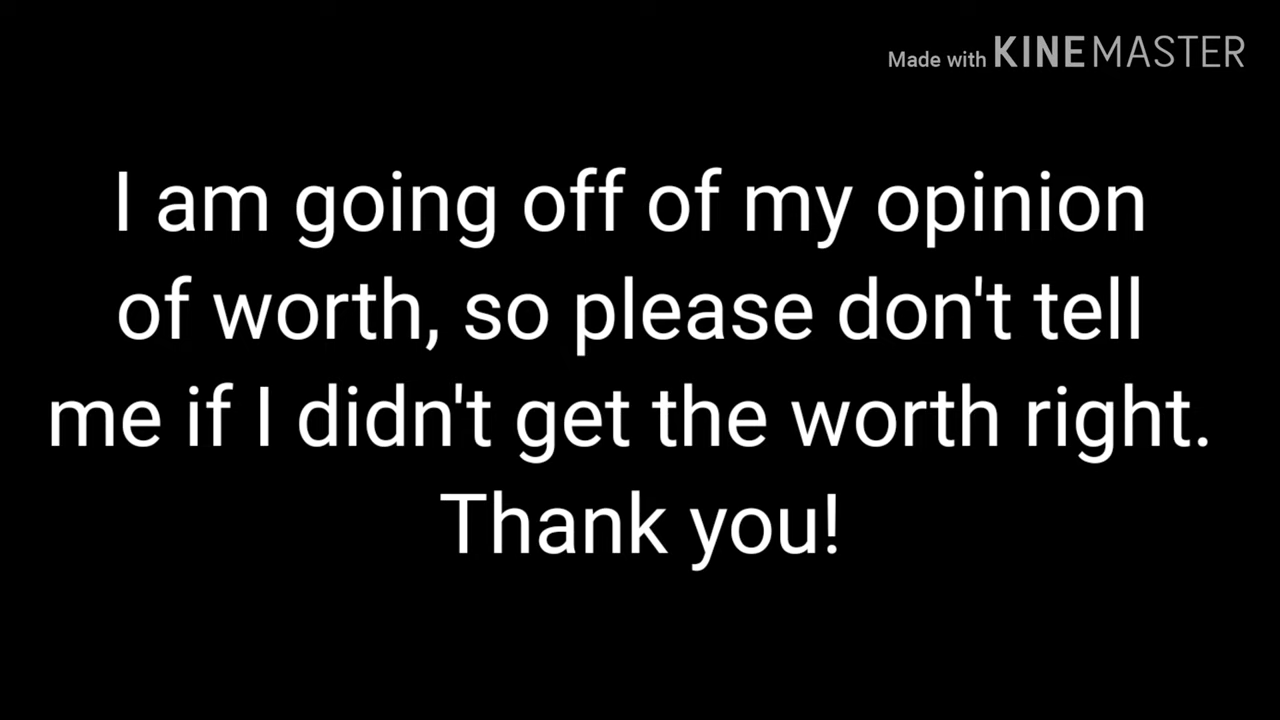 Made with KINEMASTER
I am going off of my opinion
of worth, so please don't tell
me if I didn't get the worth right.
Thank you!